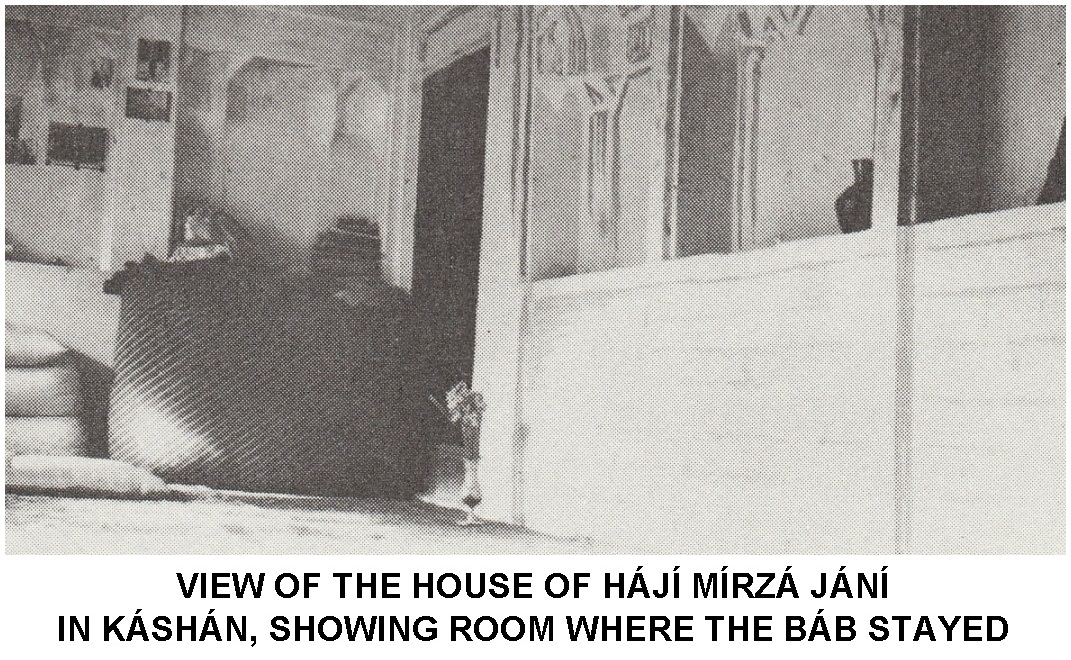 VIEW OF THE HOUSE OF HÁJÍ MÍRZÁ JÁNÍ
IN KÁSHÁN, SHOWING ROOM WHERE THE BÁB STAYED